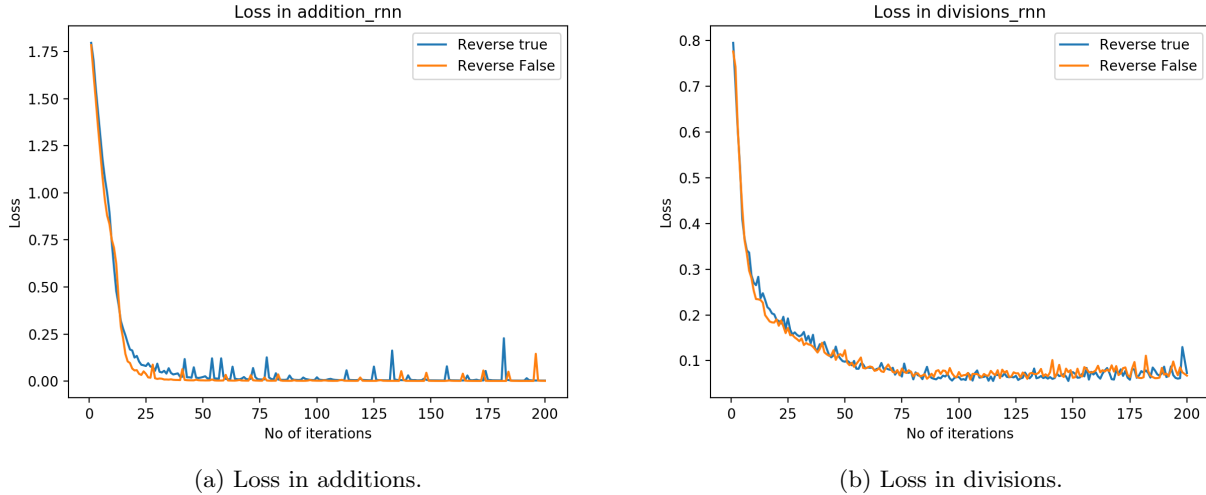 Loss in addition_rnn
Reverse true
Reverse False
1.75
1.50
1.25
1.00
0.75
0.50
0.25
0.00
Loss
0 25 50 75 100 125 150 175 200
No of iterations
(a) Loss in additions.
Loss in divisions_rnn
Reverse true
Reverse False
0.8
0.7
0.6
0.5
0.4
0.3
0.2
0.1
Loss
0 25 50 75 100 125 150 175 200
No of iterations
(b) Loss in divisions.